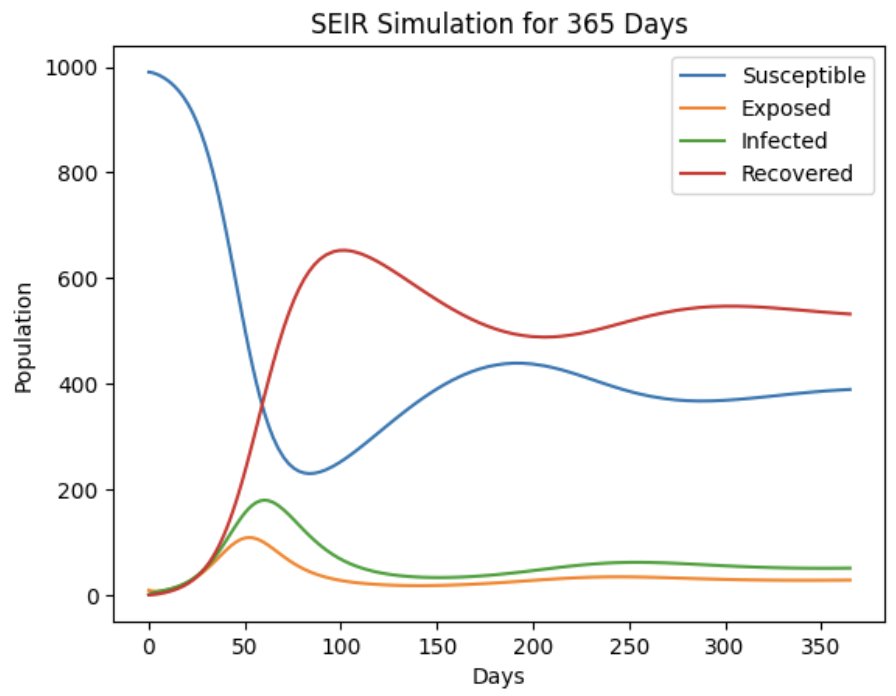 SEIR Simulation for 365 Days
1000
800
600
400
200
0
Population
Susceptible
Exposed
Infected
Recovered
0 50 100 150 200 250 300 350
Days